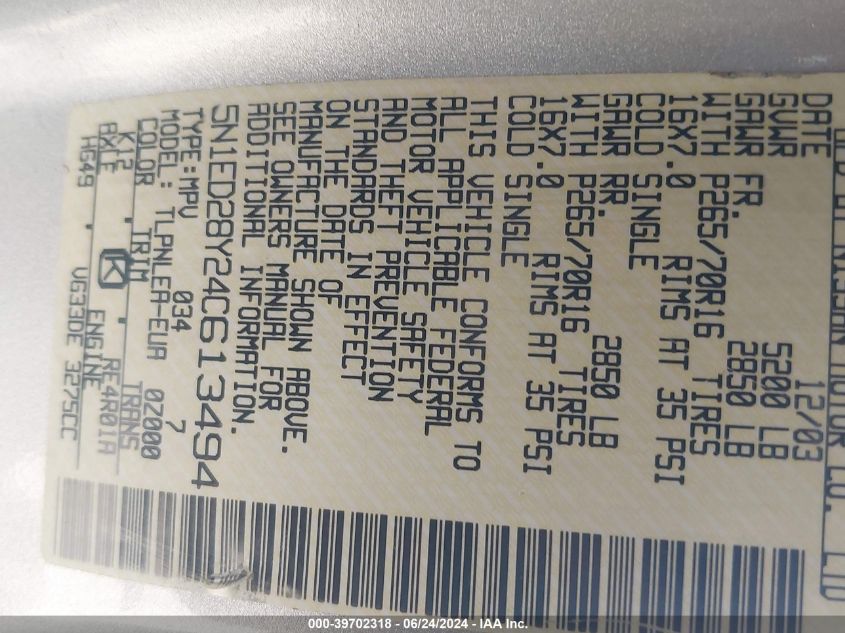 NISSAN MOTOR CO. LTD
DATE 12/03
GVWR 5200 LB
GAWR FR. 2850 LB
WITH P265/70R16 TIRES
16X7.0 RIMS AT 35 PSI
COLD SINGLE
GAWR RR. 2850 LB
WITH P265/70R16 TIRES
16X7.0 RIMS AT 35 PSI
COLD SINGLE
THIS VEHICLE CONFORMS TO
ALL APPLICABLE FEDERAL
MOTOR VEHICLE SAFETY
AND THEFT PREVENTION
STANDARDS IN EFFECT
ON THE DATE OF
MANUFACTURE SHOWN ABOVE.
SEE OWNERS MANUAL FOR
ADDITIONAL INFORMATION.
5N1ED28Y24C613494
TYPE:MPV 034 7
MODEL: TLPNLEA-EUA 0Z000
COLOR TRIM TRANS
K12 K RE4R01A
AXLE ENGINE
HG49 VG33DE 3275CC
000-39702318 - 06/24/2024 - IAA Inc.